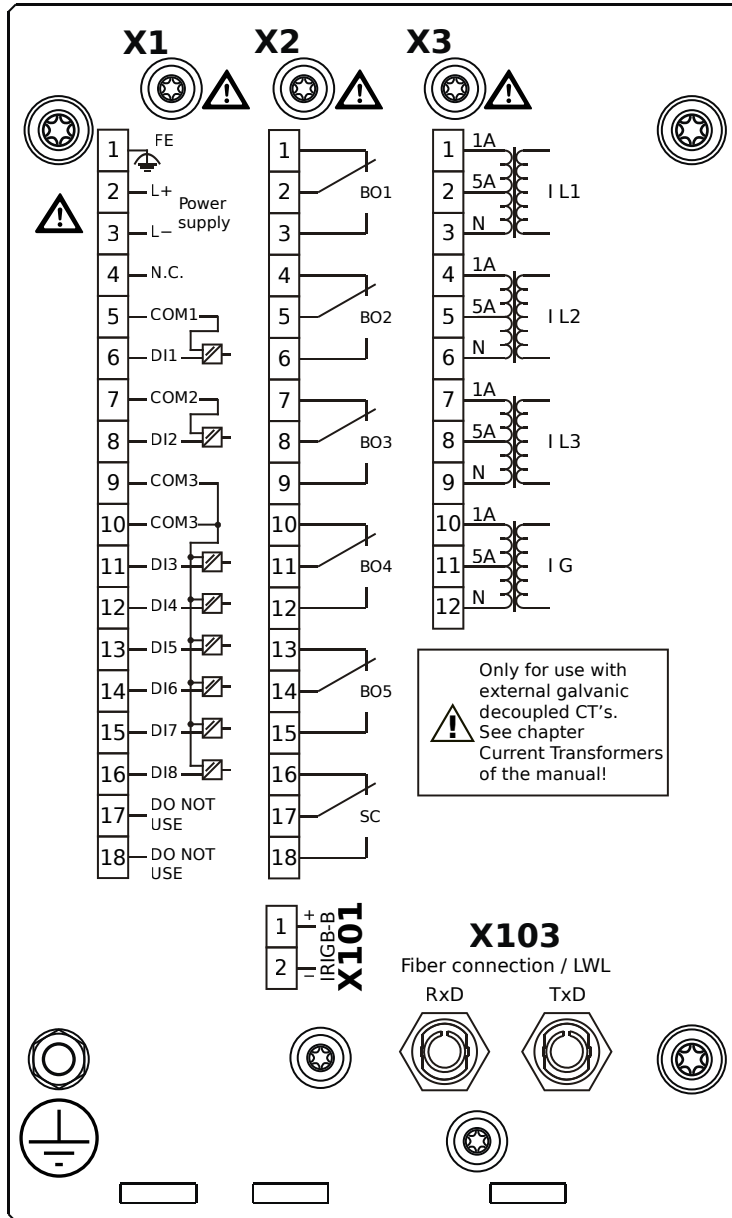 X1 X2 X3
1 FE
2 L+ Power
supply
3 L−
4 N.C.
5 COM1
6 DI1
7 COM2
8 DI2
9 COM3
10 COM3
11 DI3
12 DI4
13 DI5
14 DI6
15 DI7
16 DI8
17 DO NOT
USE
18 DO NOT
USE
1
2 BO1
3
4
5 BO2
6
7
8 BO3
9
10
11 BO4
12
13
14 BO5
15
16
17 SC
18
1 1A
2 5A I L1
3 N
4 1A
5 5A I L2
6 N
7 1A
8 5A I L3
9 N
10 1A
11 5A I G
12 N
Only for use with
external galvanic
decoupled CT's.
See chapter
Current Transformers
of the manual!
1 +
2 −
IRIGB-B
X101
X103
Fiber connection / LWL
RxD TxD